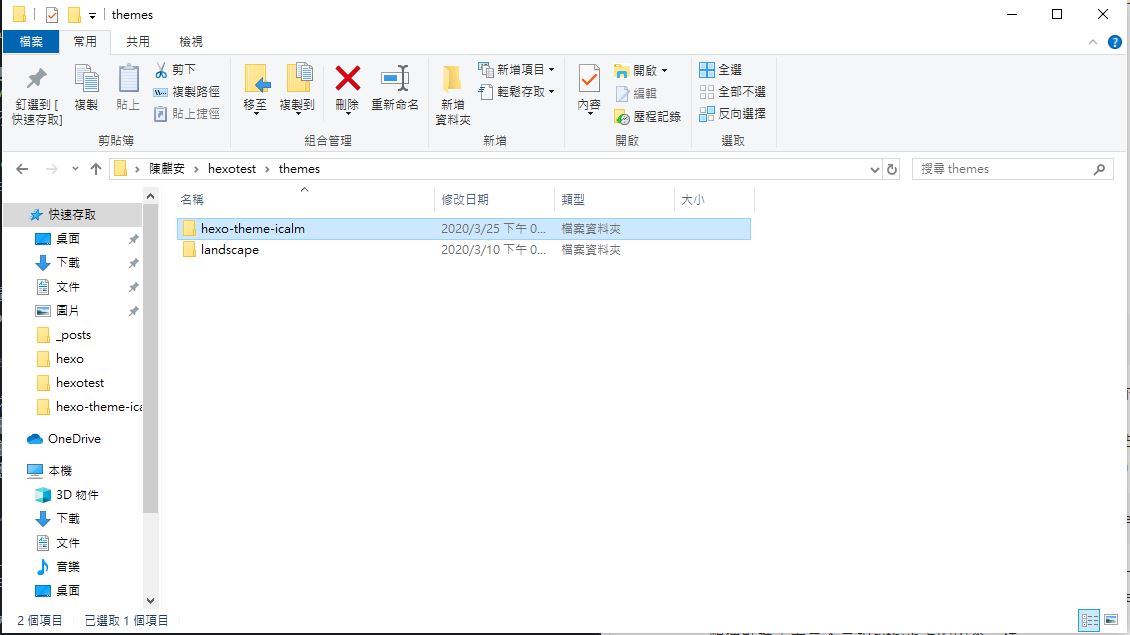 themes
檔案 常用 共用 檢視
釘選到 [
快速存取]
複製
貼上
剪下
複製路徑
貼上捷徑
剪貼簿
移至
複製到
刪除
重新命名
組合管理
新增
資料夾
新增項目
輕鬆存取
新增
內容
開啟
編輯
歷程記錄
開啟
全選
全部不選
反向選擇
選取
陳麒安 › hexotest › themes
搜尋 themes
名稱 修改日期 類型 大小
hexo-theme-icalm 2020/3/25 下午 0... 檔案資料夾
landscape 2020/3/10 下午 0... 檔案資料夾
快速存取
桌面
下載
文件
圖片
_posts
hexo
hexotest
hexo-theme-ica
OneDrive
本機
3D 物件
下載
文件
音樂
桌面
2 個項目 已選取 1 個項目